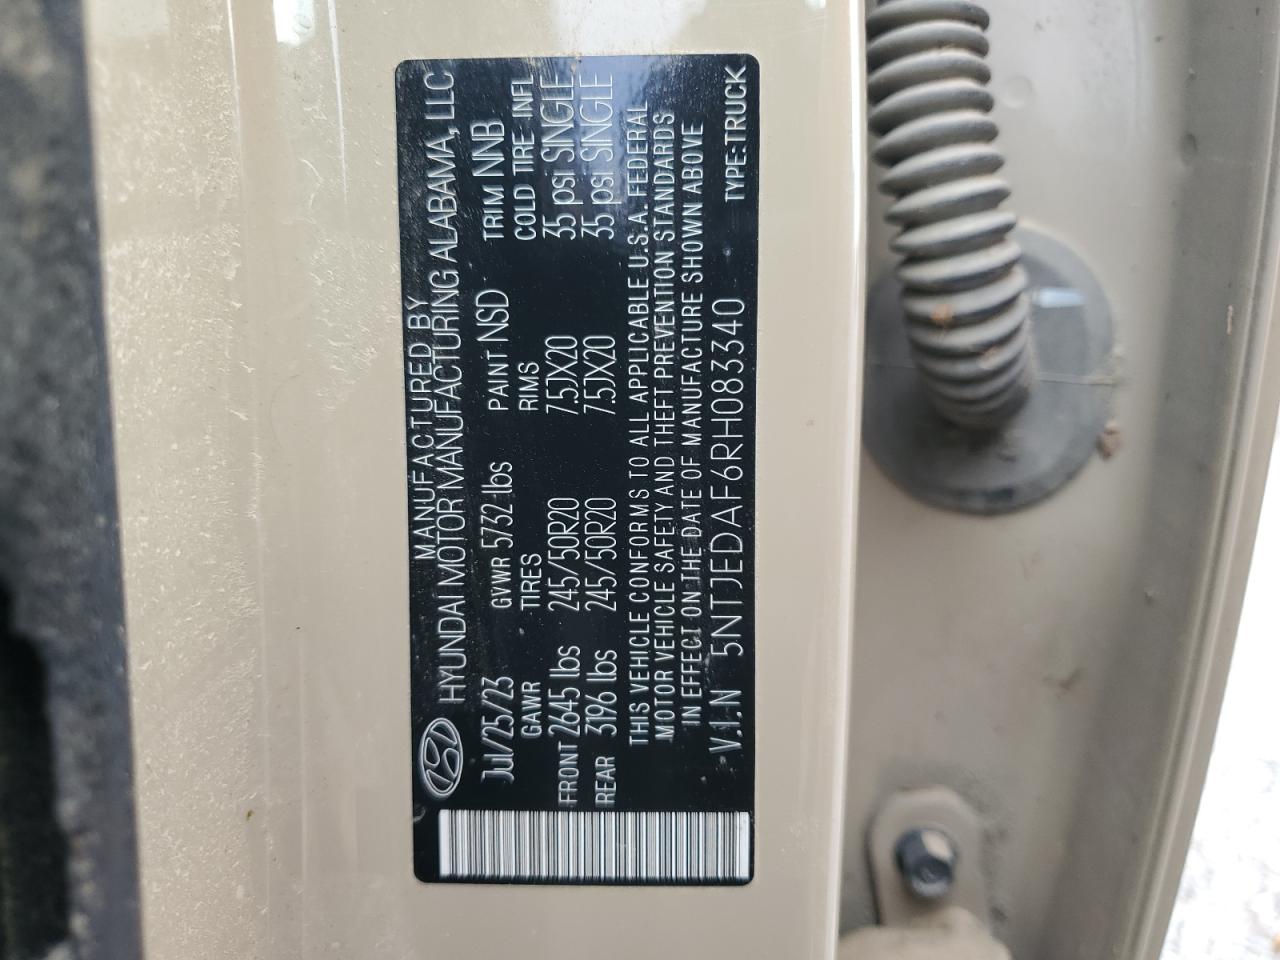 MANUFACTURED BY
HYUNDAI MOTOR MANUFACTURING ALABAMA, LLC
Jul/25/23 GVWR 5732 lbs PAINT NSD TRIM NNB
GAWR TIRES RIMS COLD TIRE INFL
FRONT 2645 lbs 245/50R20 7.5JX20 35 psi SINGLE
REAR 3196 lbs 245/50R20 7.5JX20 35 psi SINGLE
THIS VEHICLE CONFORMS TO ALL APPLICABLE U.S.A. FEDERAL
MOTOR VEHICLE SAFETY AND THEFT PREVENTION STANDARDS
IN EFFECT ON THE DATE OF MANUFACTURE SHOWN ABOVE
V.I.N 5NTJEDAF6RH083340 TYPE:TRUCK